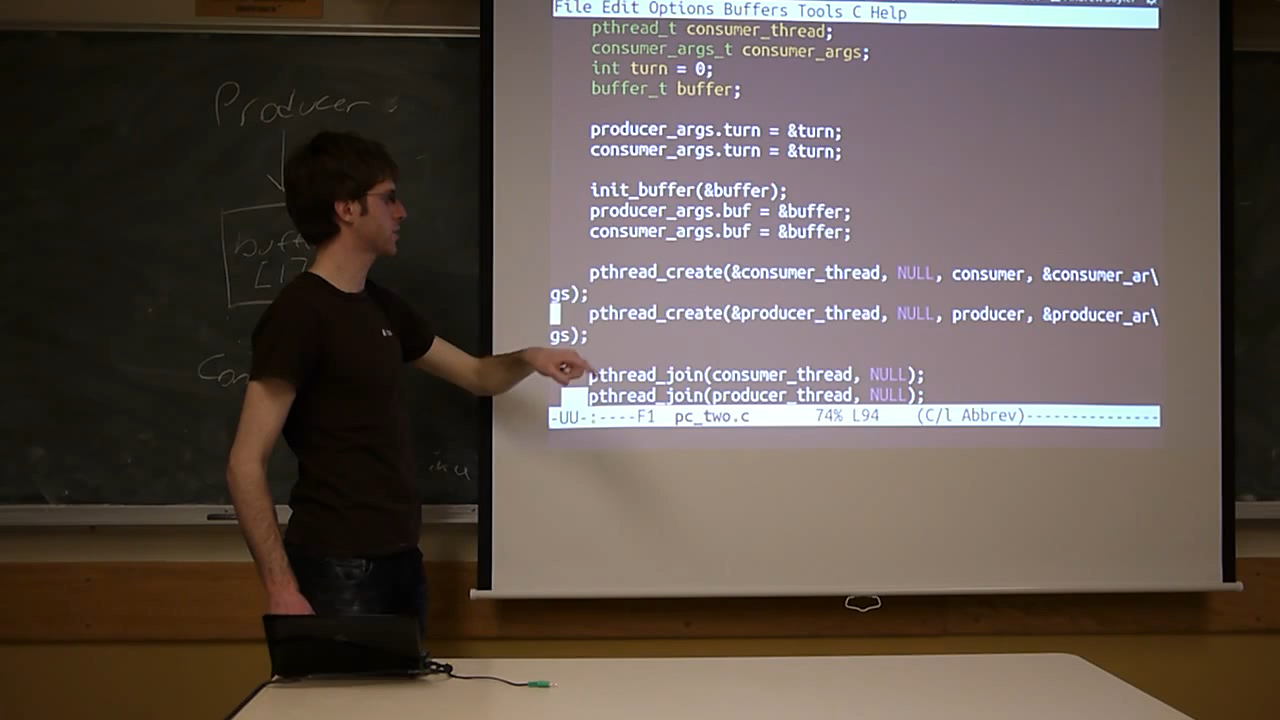 File Edit Options Buffers Tools C Help
pthread_t consumer_thread;
consumer_args_t consumer_args;
int turn = 0;
buffer_t buffer;
producer_args.turn = &turn;
consumer_args.turn = &turn;
init_buffer(&buffer);
producer_args.buf = &buffer;
consumer_args.buf = &buffer;
pthread_create(&consumer_thread, NULL, consumer, &consumer_ar\
gs);
pthread_create(&producer_thread, NULL, producer, &producer_ar\
gs);
pthread_join(consumer_thread, NULL);
pthread_join(producer_thread, NULL);
-UU-:----F1 pc_two.c 74% L94 (C/l Abbrev)---------------
Producer